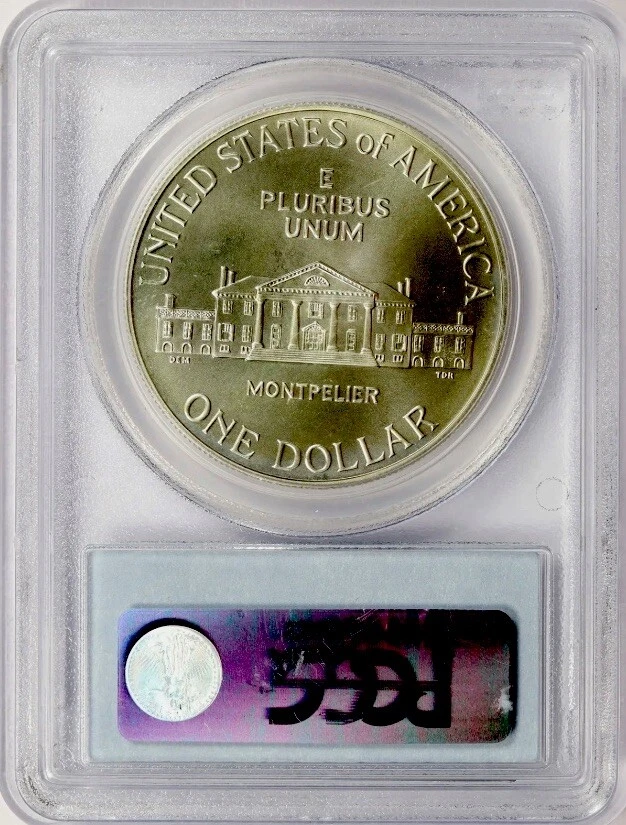 UNITED STATES of AMERICA
E
PLURIBUS
UNUM
DEM
TDR
MONTPELIER
ONE DOLLAR
PCGS